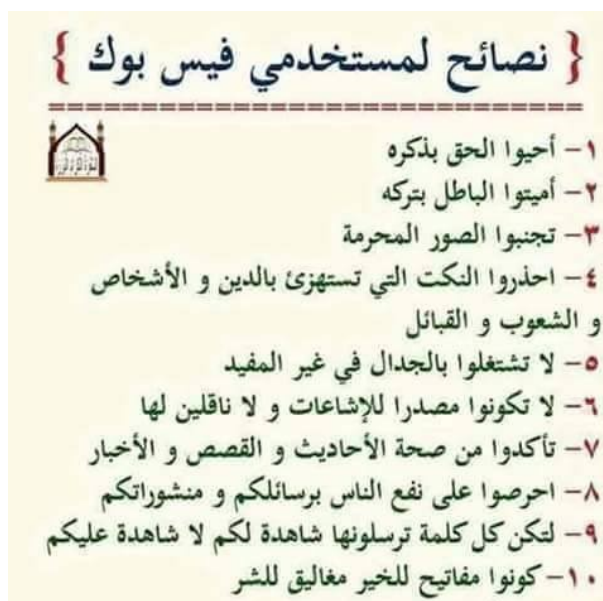 { نصائح لمستخدمي فيس بوك }
==============================
١- أحيوا الحق بذكره
٢- أميتوا الباطل بتركه
٣- تجنبوا الصور المحرمة
٤- احذروا النكت التي تستهزئ بالدين و الأشخاص
و الشعوب و القبائل
٥- لا تشتغلوا بالجدال في غير المفيد
٦- لا تكونوا مصدرا للإشاعات و لا ناقلين لها
٧- تأكدوا من صحة الأحاديث و القصص و الأخبار
٨- احرصوا على نفع الناس برسائلكم و منشوراتكم
٩- لتكن كل كلمة ترسلونها شاهدة لكم لا شاهدة عليكم
١٠- كونوا مفاتيح للخير مغاليق للشر